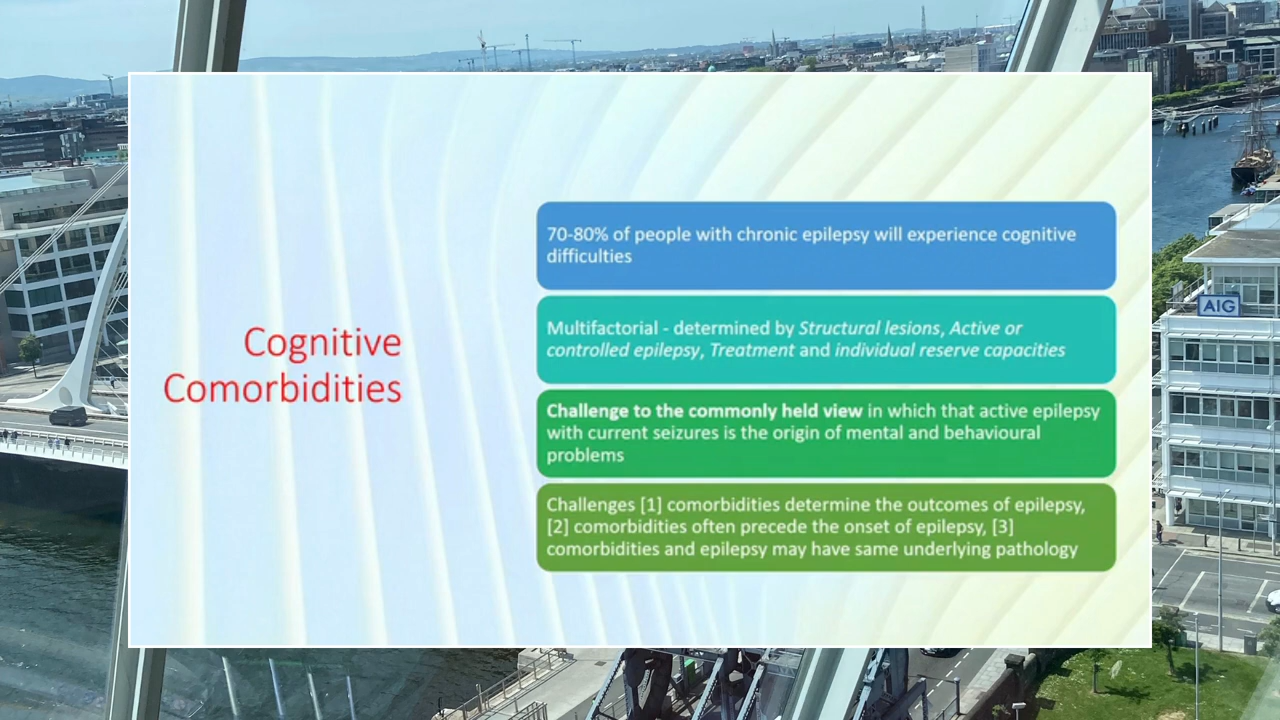 Cognitive
Comorbidities
70-80% of people with chronic epilepsy will experience cognitive
difficulties
Multifactorial - determined by Structural lesions, Active or
controlled epilepsy, Treatment and individual reserve capacities
Challenge to the commonly held view in which that active epilepsy
with current seizures is the origin of mental and behavioural
problems
Challenges [1] comorbidities determine the outcomes of epilepsy,
[2] comorbidities often precede the onset of epilepsy, [3]
comorbidities and epilepsy may have same underlying pathology
AIG